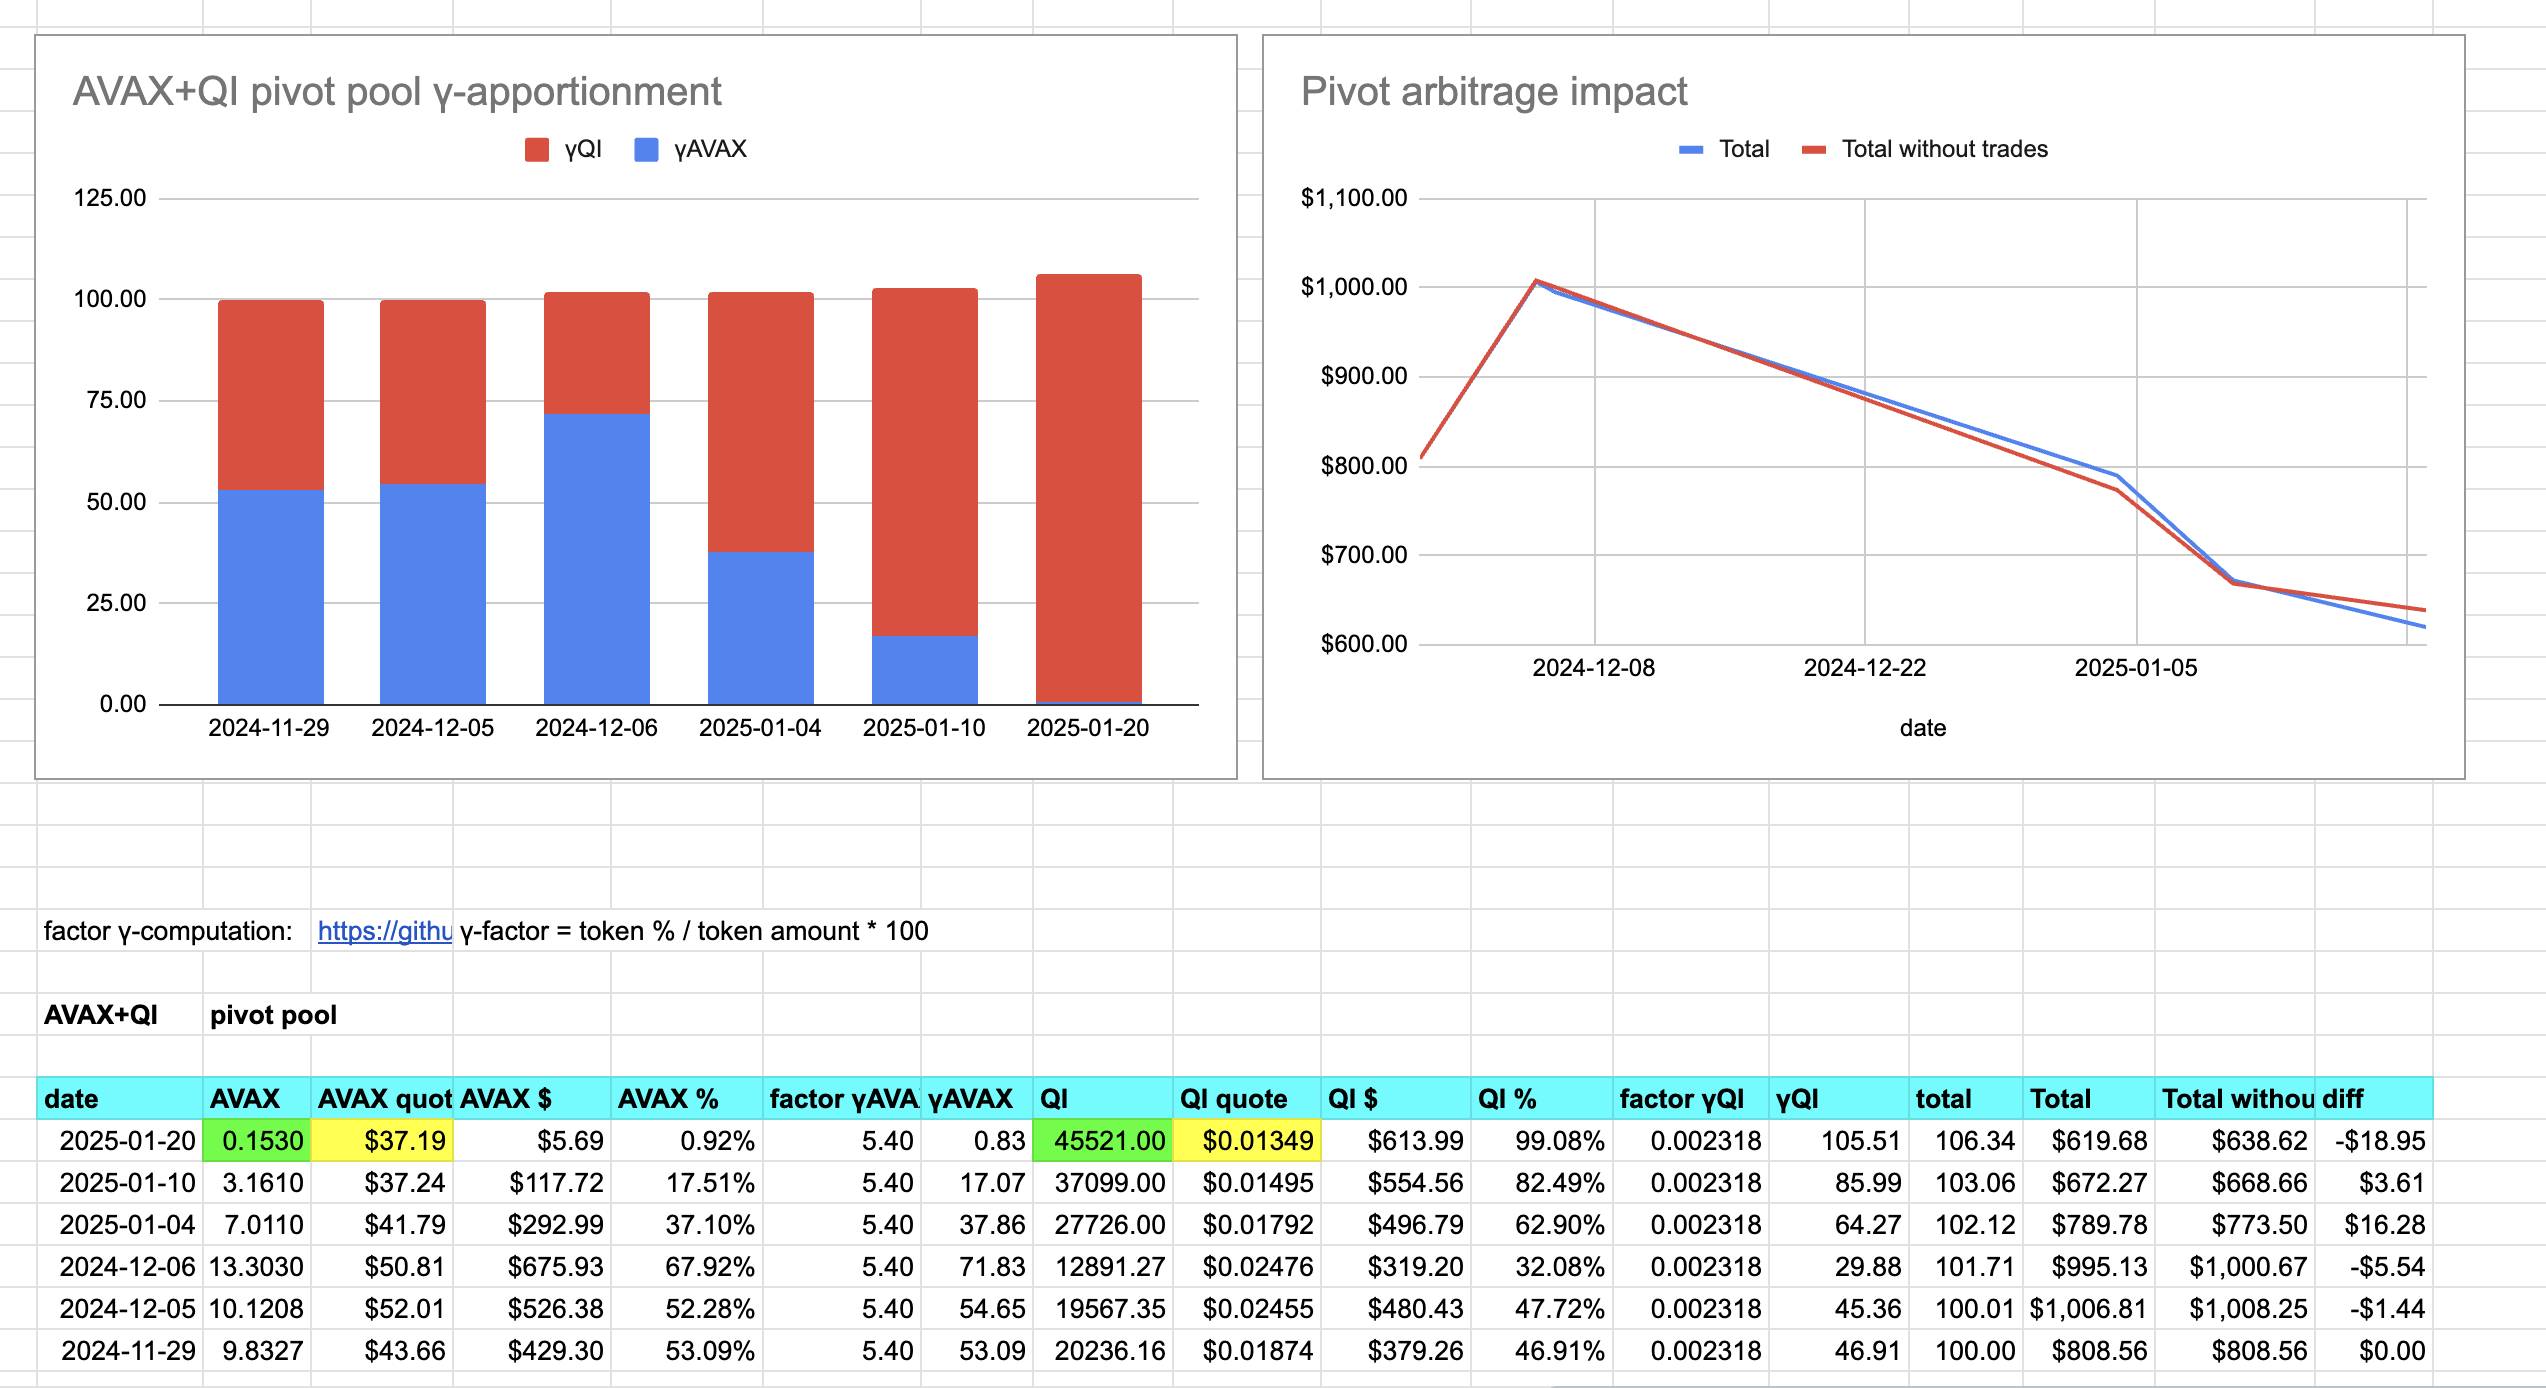 AVAX+QI pivot pool γ-apportionment
γQI γAVAX
125.00
100.00
75.00
50.00
25.00
0.00
2024-11-29 2024-12-05 2024-12-06 2025-01-04 2025-01-10 2025-01-20
Pivot arbitrage impact
Total Total without trades
$1,100.00
$1,000.00
$900.00
$800.00
$700.00
$600.00
2024-12-08 2024-12-22 2025-01-05
date
factor γ-computation: https://githu γ-factor = token % / token amount * 100
AVAX+QI pivot pool
date AVAX AVAX quot AVAX $ AVAX % factor γAVA γAVAX QI QI quote QI $ QI % factor γQI γQI total Total Total withou diff
2025-01-20 0.1530 $37.19 $5.69 0.92% 5.40 0.83 45521.00 $0.01349 $613.99 99.08% 0.002318 105.51 106.34 $619.68 $638.62 -$18.95
2025-01-10 3.1610 $37.24 $117.72 17.51% 5.40 17.07 37099.00 $0.01495 $554.56 82.49% 0.002318 85.99 103.06 $672.27 $668.66 $3.61
2025-01-04 7.0110 $41.79 $292.99 37.10% 5.40 37.86 27726.00 $0.01792 $496.79 62.90% 0.002318 64.27 102.12 $789.78 $773.50 $16.28
2024-12-06 13.3030 $50.81 $675.93 67.92% 5.40 71.83 12891.27 $0.02476 $319.20 32.08% 0.002318 29.88 101.71 $995.13 $1,000.67 -$5.54
2024-12-05 10.1208 $52.01 $526.38 52.28% 5.40 54.65 19567.35 $0.02455 $480.43 47.72% 0.002318 45.36 100.01 $1,006.81 $1,008.25 -$1.44
2024-11-29 9.8327 $43.66 $429.30 53.09% 5.40 53.09 20236.16 $0.01874 $379.26 46.91% 0.002318 46.91 100.00 $808.56 $808.56 $0.00